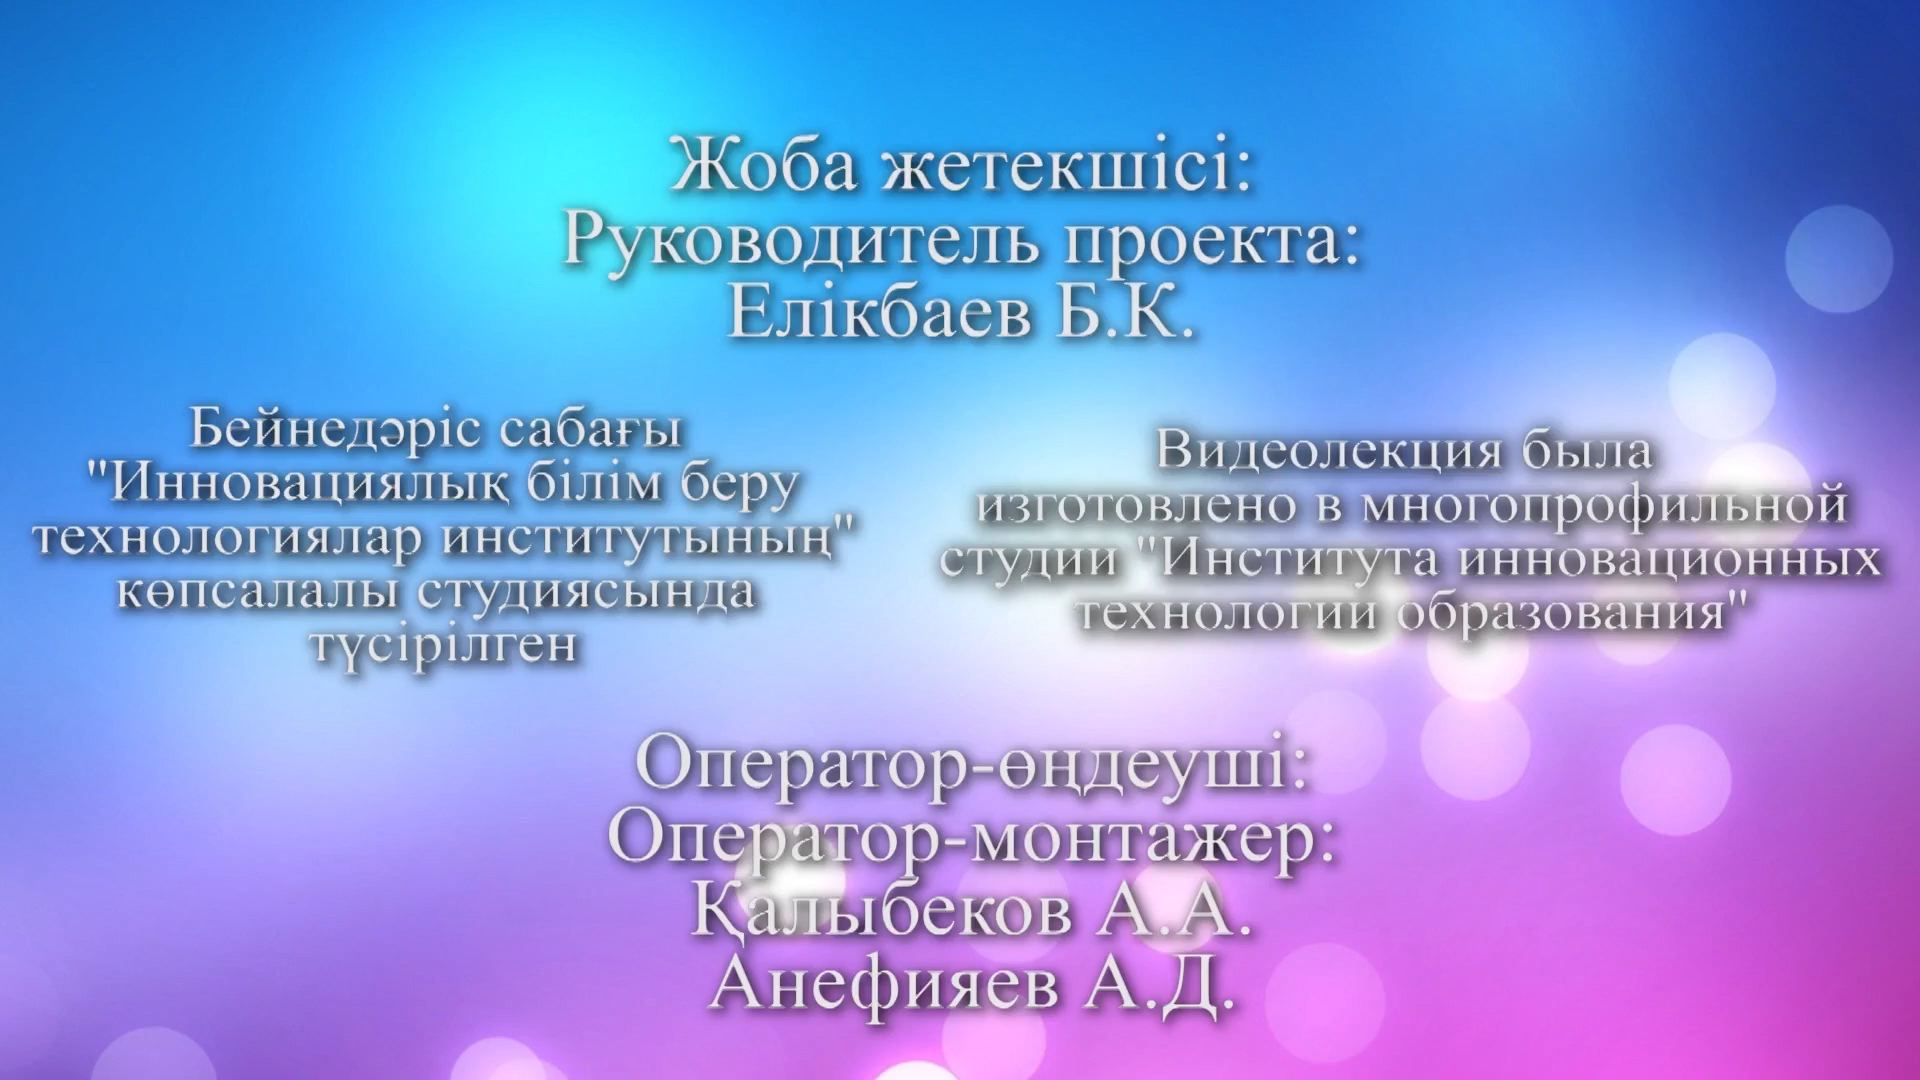 Жоба жетекшісі:
Руководитель проекта:
Елікбаев Б.К.
Бейнедәріс сабағы
"Инновациялық білім беру
технологиялар институтының"
көпсалалы студиясында
түсірілген
Видеолекция была
изготовлено в многопрофильной
студии "Института инновационных
технологии образования"
Оператор-өңдеуші:
Оператор-монтажер:
Қалыбеков А.А.
Анефияев А.Д.